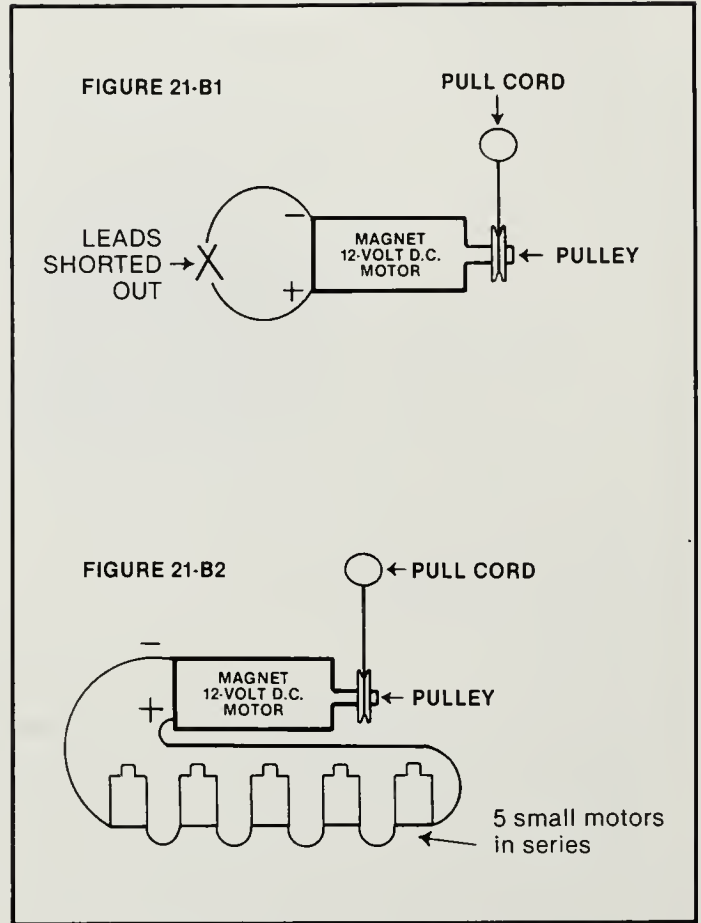 FIGURE 21-B1
PULL CORD
LEADS
SHORTED
OUT
−
+
MAGNET
12-VOLT D.C.
MOTOR
PULLEY
FIGURE 21-B2
PULL CORD
−
+
MAGNET
12-VOLT D.C.
MOTOR
PULLEY
5 small motors
in series